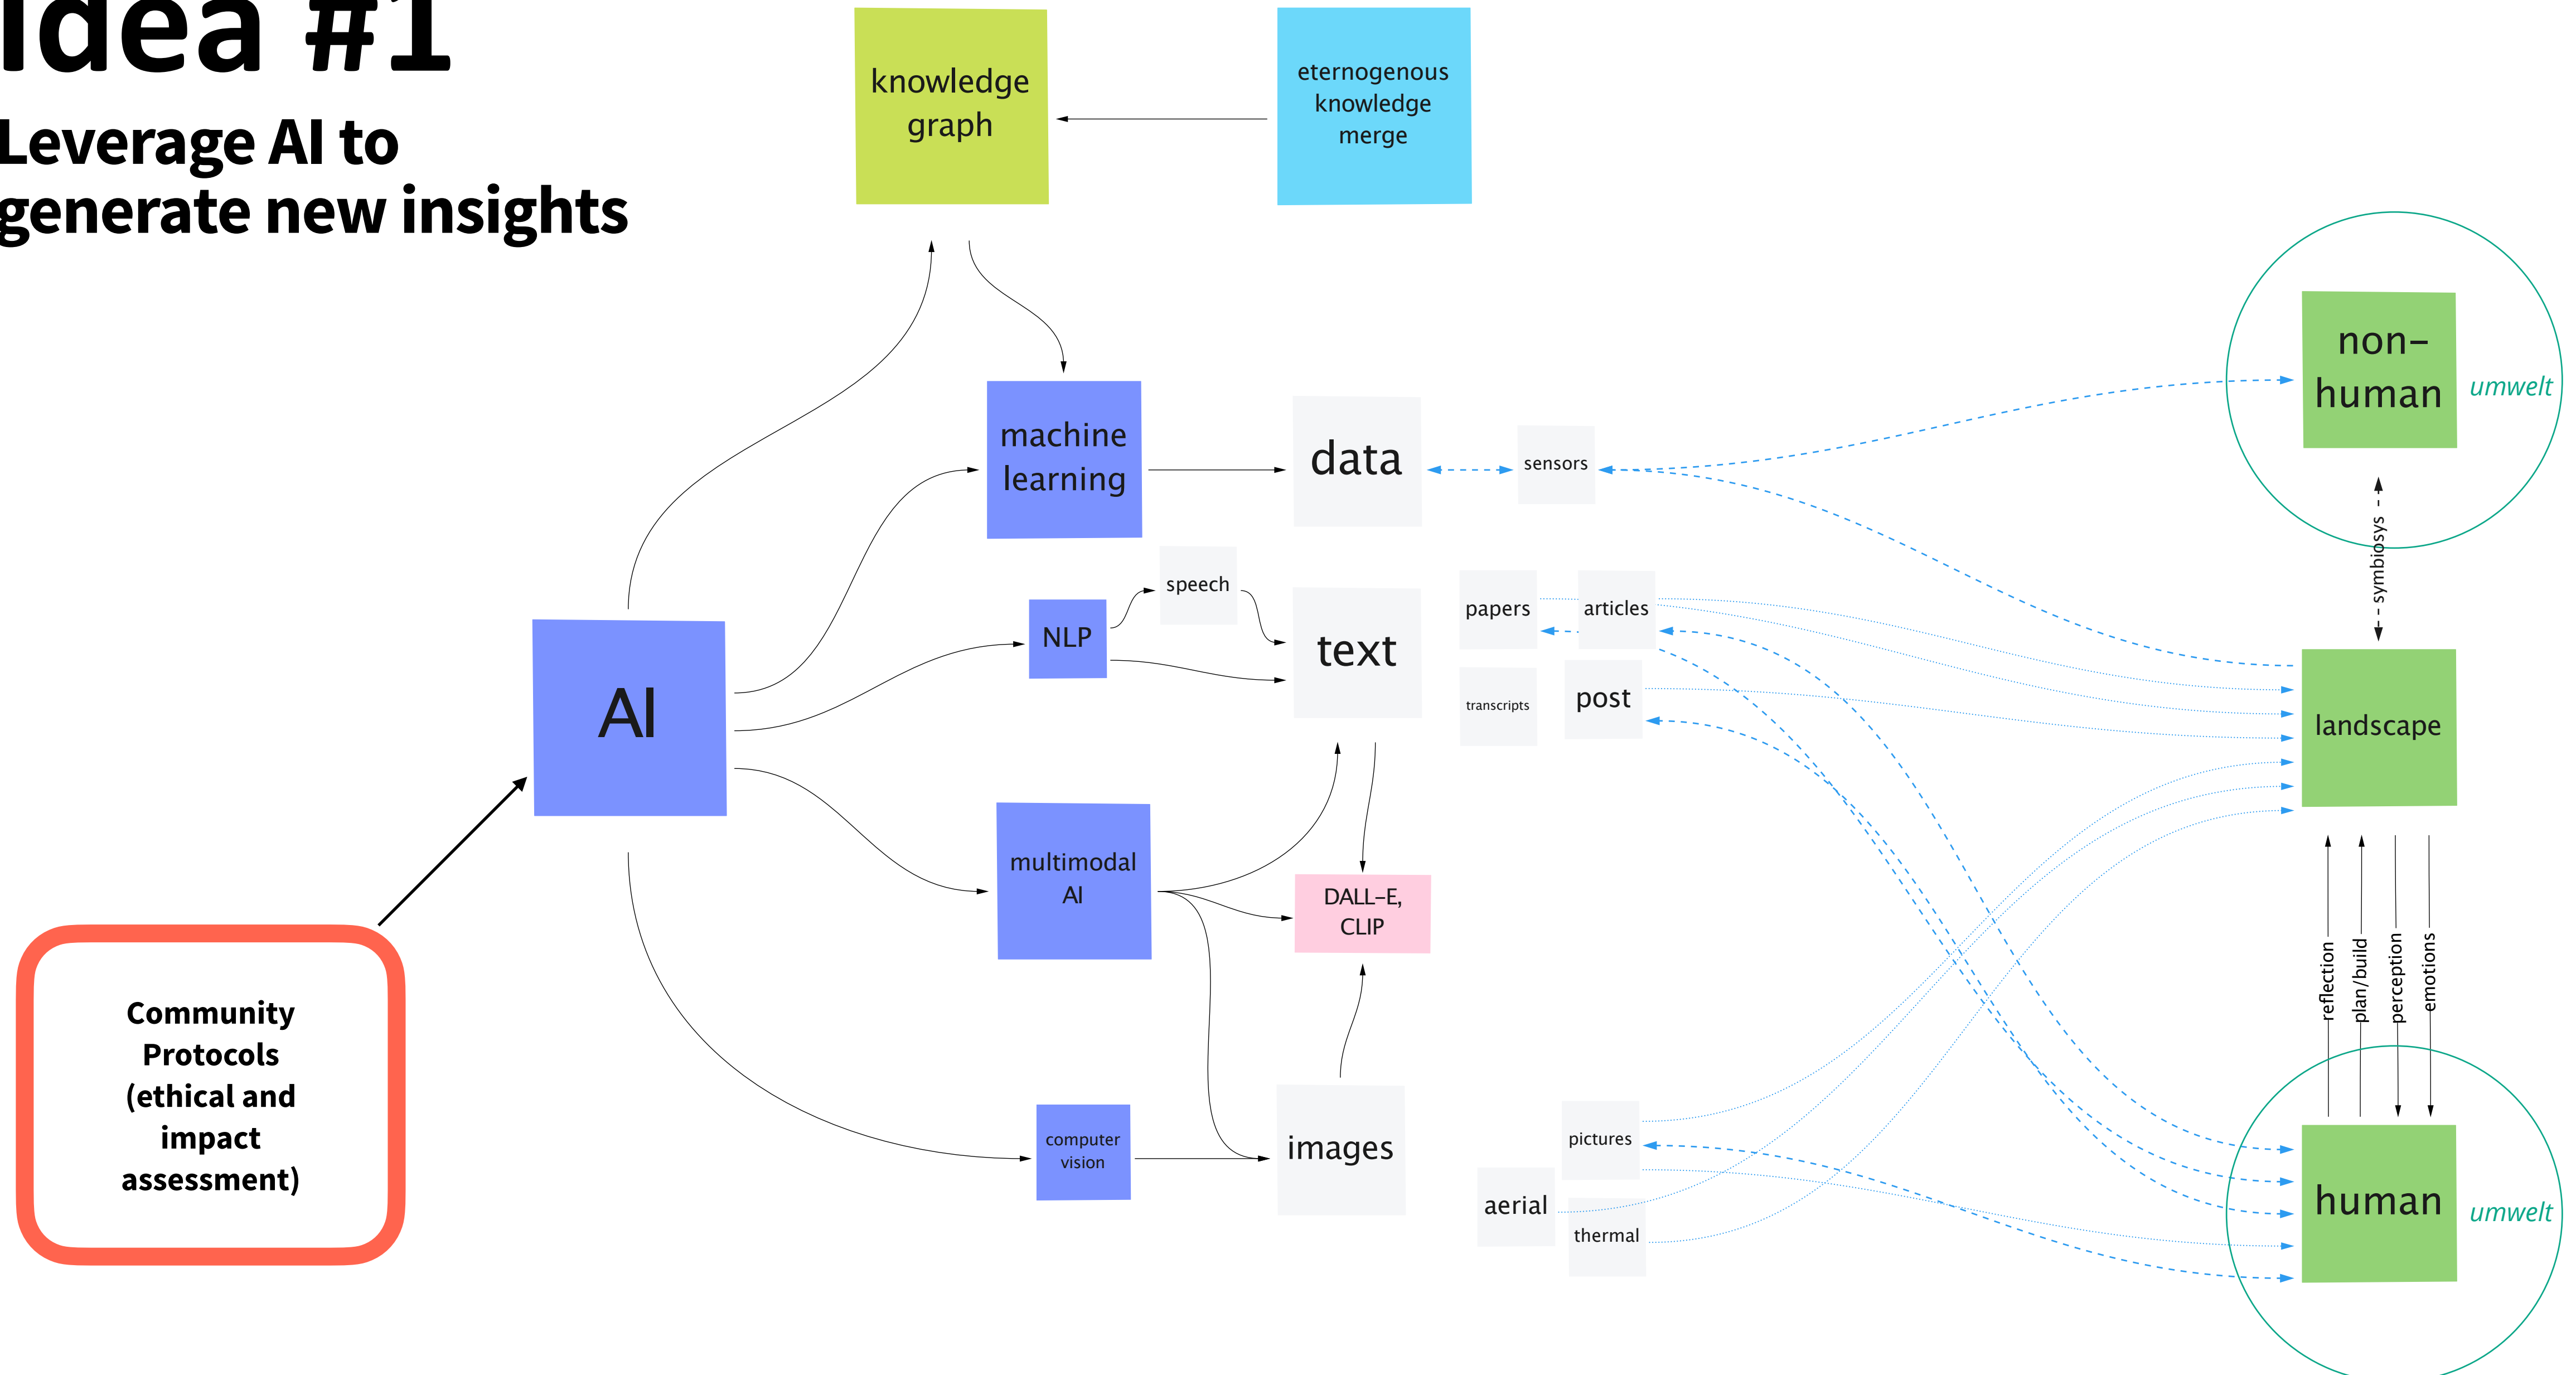 Idea #1
Leverage AI to
generate new insights
knowledge
graph
eternogenous
knowledge
merge
non-
human
umwelt
machine
learning
data
sensors
symbiosys
speech
NLP
text
papers
articles
transcripts
post
landscape
AI
multimodal
AI
DALL-E,
CLIP
reflection
plan/build
perception
emotions
Community
Protocols
(ethical and
impact
assessment)
computer
vision
images
pictures
aerial
thermal
human
umwelt